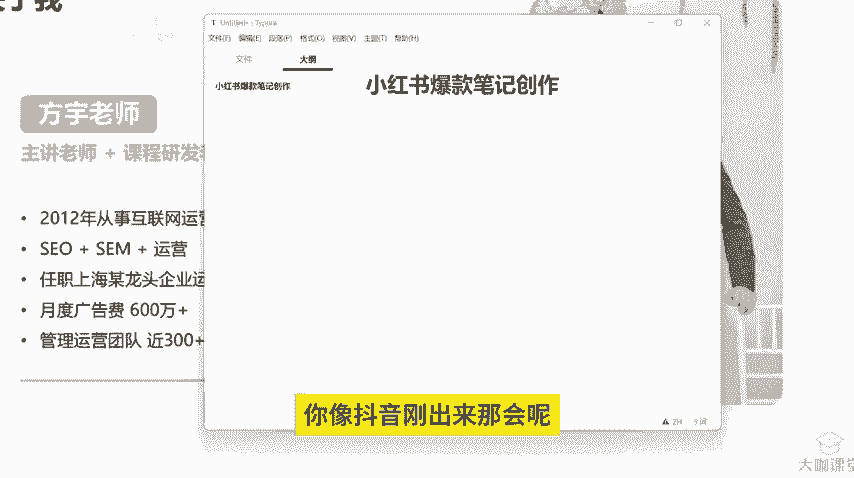 Untitled - Typora
文件(F) 编辑(E) 段落(P) 格式(O) 视图(V) 主题(T) 帮助(H)
文件 大纲
小红书爆款笔记创作
小红书爆款笔记创作
方宇老师
主讲老师 + 课程研发
• 2012年从事互联网运营
• SEO + SEM + 运营
• 任职上海某龙头企业运
• 月度广告费 600万+
• 管理运营团队 近300+
你像抖音刚出来那会呢
ZH 9 词
大咖课堂